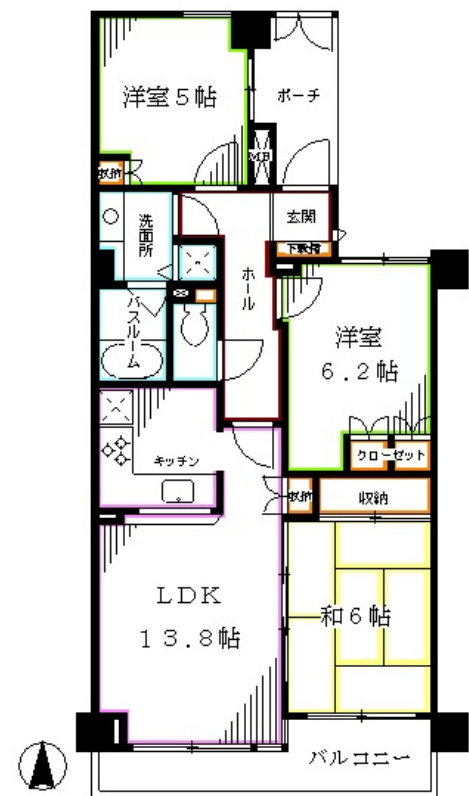 洋室5帖
ポーチ
MB
収納
洗面所
玄関
下駄箱
ホール
バスルーム
洋室
6.2帖
キッチン
クローゼット
収納
収納
LDK
13.8帖
和6帖
バルコニー